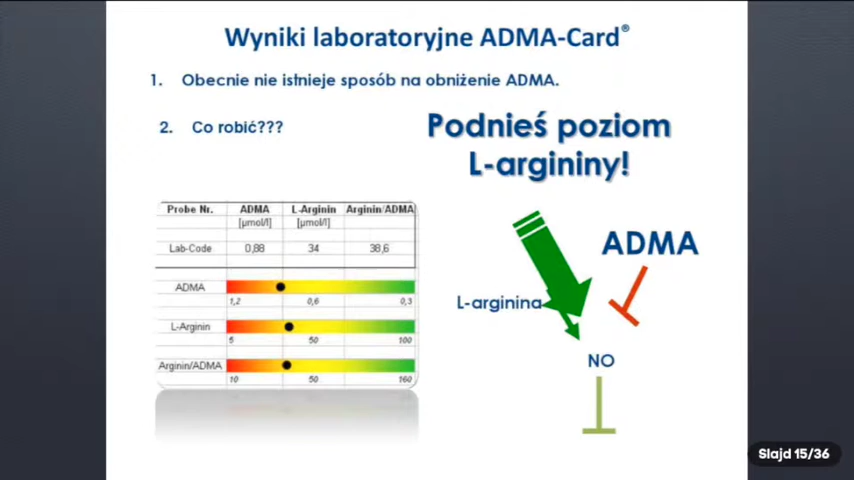 Wyniki laboratoryjne ADMA-Card®
1. Obecnie nie istnieje sposób na obniżenie ADMA.
2. Co robić???
Podnieś poziom
L-argininy!
Probe Nr. ADMA L-Arginin Arginin/ADMA
[µmol/l] [µmol/l]
Lab-Code 0,88 34 38,6
ADMA
1,2 0,6 0,3
L-Arginin
5 50 100
Arginin/ADMA
10 50 160
ADMA
L-arginina
NO
Slajd 15/36